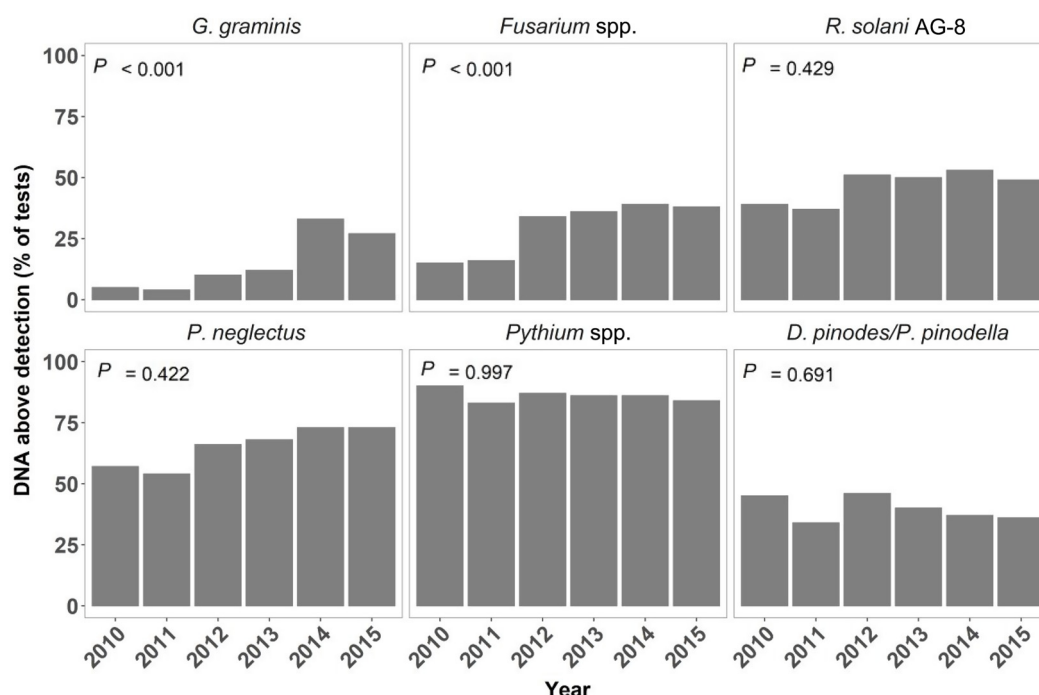 G. graminis
Fusarium spp.
R. solani AG-8
100
75
50
25
0
P < 0.001
P < 0.001
P = 0.429
P. neglectus
Pythium spp.
D. pinodes/P. pinodella
100
75
50
25
0
P = 0.422
P = 0.997
P = 0.691
DNA above detection (% of tests)
2010 2011 2012 2013 2014 2015
2010 2011 2012 2013 2014 2015
2010 2011 2012 2013 2014 2015
Year